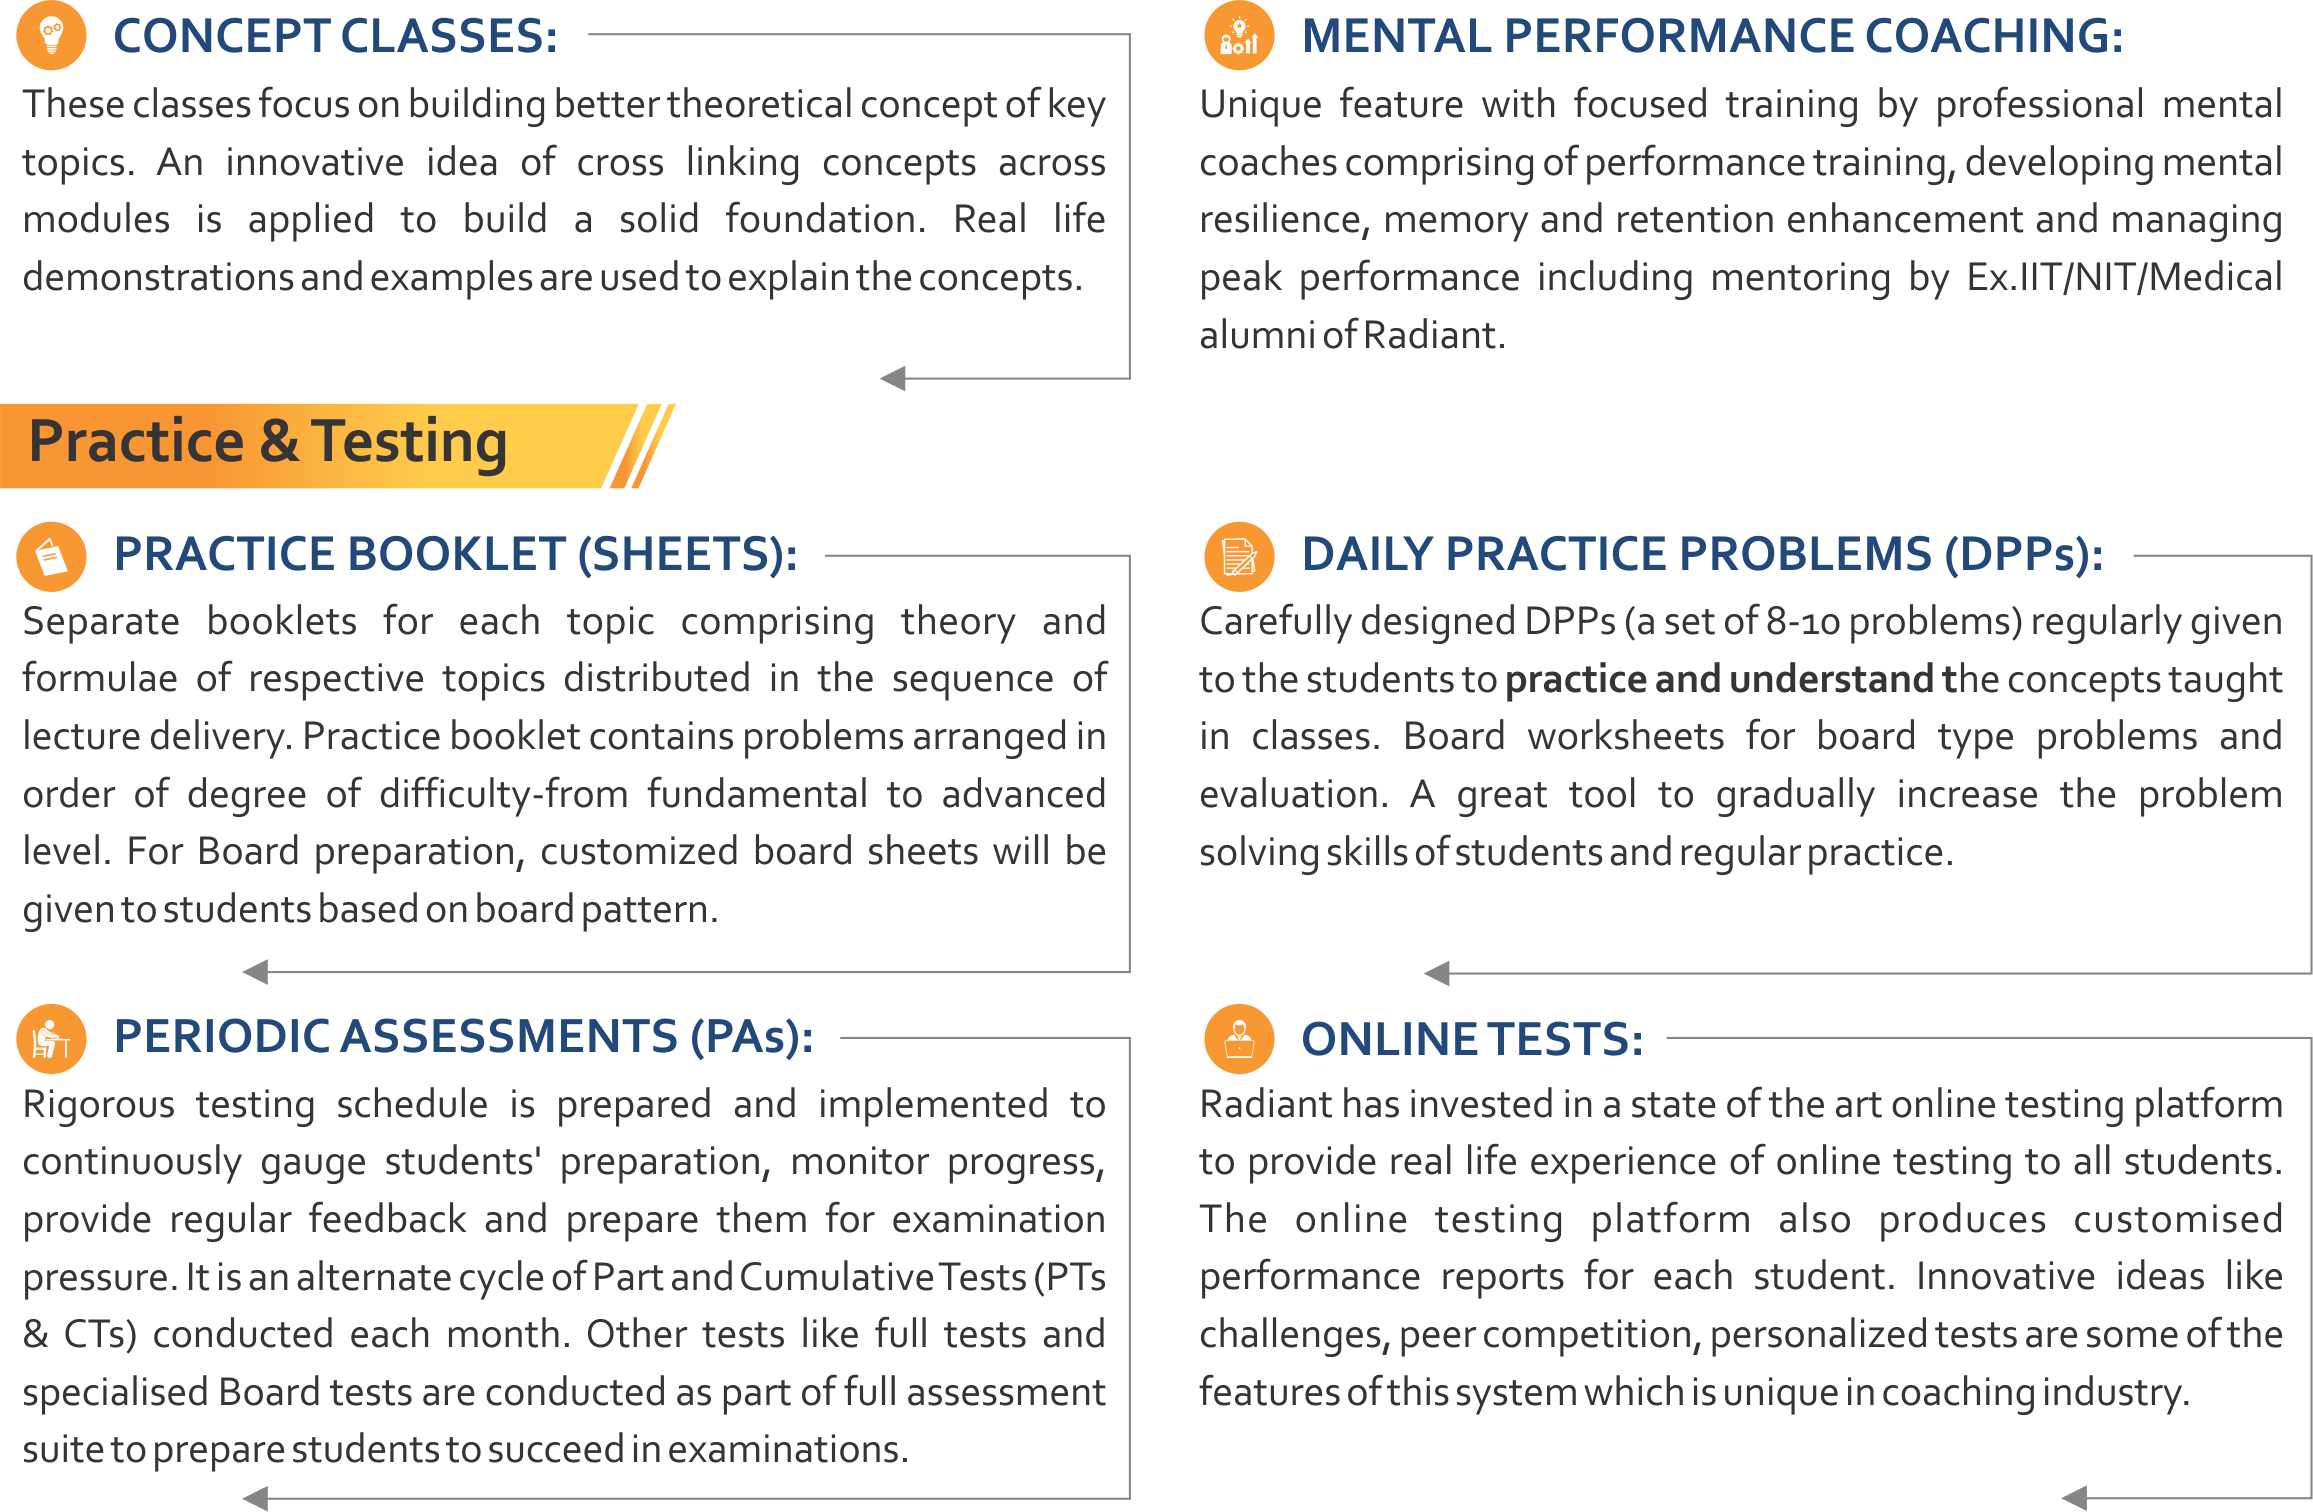 CONCEPT CLASSES:
These classes focus on building better theoretical concept of key
topics. An innovative idea of cross linking concepts across
modules is applied to build a solid foundation. Real life
demonstrations and examples are used to explain the concepts.
MENTAL PERFORMANCE COACHING:
Unique feature with focused training by professional mental
coaches comprising of performance training, developing mental
resilience, memory and retention enhancement and managing
peak performance including mentoring by Ex.IIT/NIT/Medical
alumni of Radiant.
Practice & Testing
PRACTICE BOOKLET (SHEETS):
Separate booklets for each topic comprising theory and
formulae of respective topics distributed in the sequence of
lecture delivery. Practice booklet contains problems arranged in
order of degree of difficulty-from fundamental to advanced
level. For Board preparation, customized board sheets will be
given to students based on board pattern.
DAILY PRACTICE PROBLEMS (DPPs):
Carefully designed DPPs (a set of 8-10 problems) regularly given
to the students to practice and understand the concepts taught
in classes. Board worksheets for board type problems and
evaluation. A great tool to gradually increase the problem
solving skills of students and regular practice.
PERIODIC ASSESSMENTS (PAs):
Rigorous testing schedule is prepared and implemented to
continuously gauge students' preparation, monitor progress,
provide regular feedback and prepare them for examination
pressure. It is an alternate cycle of Part and Cumulative Tests (PTs
& CTs) conducted each month. Other tests like full tests and
specialised Board tests are conducted as part of full assessment
suite to prepare students to succeed in examinations.
ONLINE TESTS:
Radiant has invested in a state of the art online testing platform
to provide real life experience of online testing to all students.
The online testing platform also produces customised
performance reports for each student. Innovative ideas like
challenges, peer competition, personalized tests are some of the
features of this system which is unique in coaching industry.